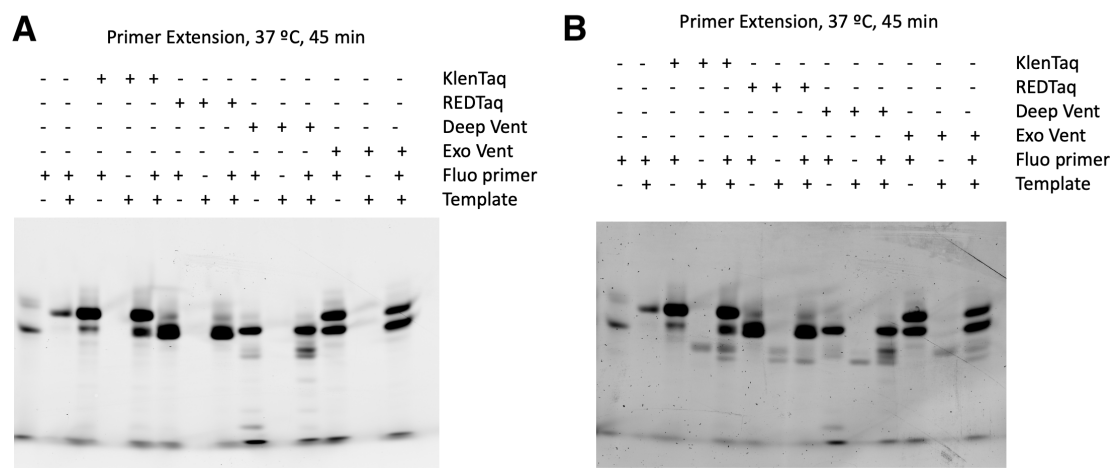 A
Primer Extension, 37 ºC, 45 min
- - + + + - - - - - - - - - KlenTaq
- - - - - + + + - - - - - - REDTaq
- - - - - - - - + + + - - - Deep Vent
- - - - - - - - - - - + + + Exo Vent
+ + + - + + - + + - + + - + Fluo primer
- + - + + - + + - + + - + + Template
B
Primer Extension, 37 ºC, 45 min
- - + + + - - - - - - - - - KlenTaq
- - - - - + + + - - - - - - REDTaq
- - - - - - - - + + + - - - Deep Vent
- - - - - - - - - - - + + + Exo Vent
+ + + - + + - + + - + + - + Fluo primer
- + - + + - + + - + + - + + Template